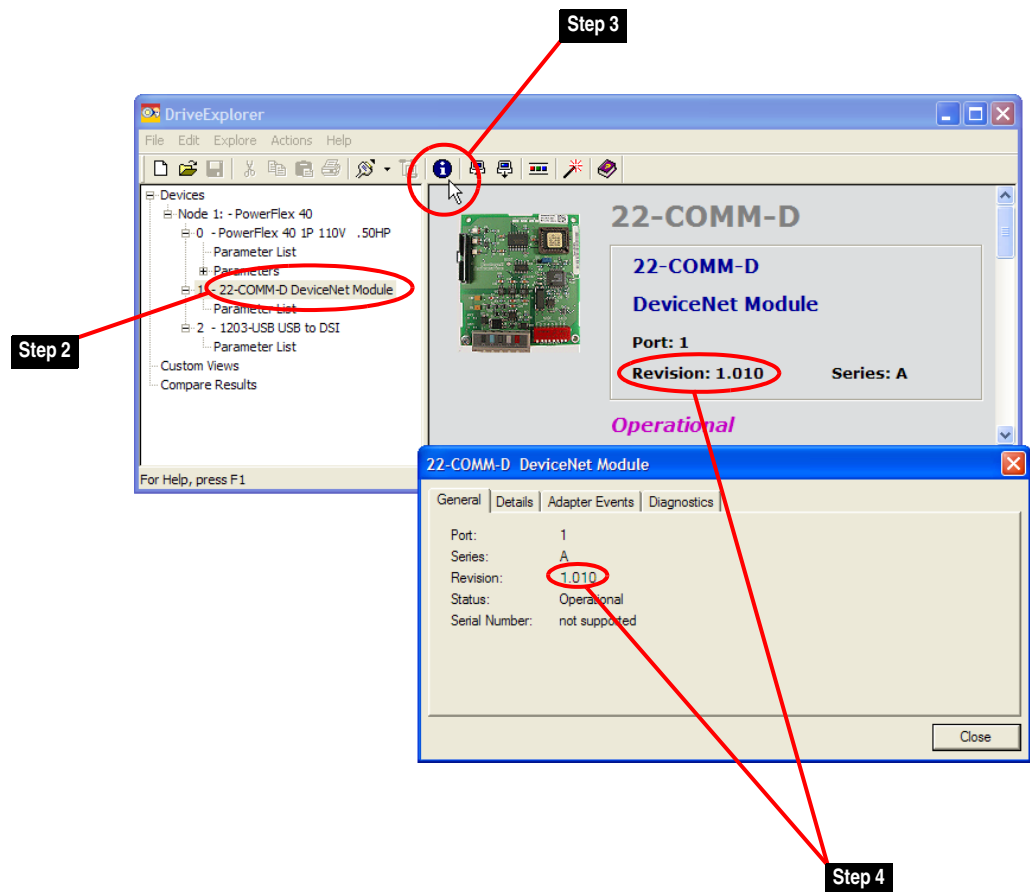 Step 3
DriveExplorer
File Edit Explore Actions Help
Devices
Node 1: - PowerFlex 40
0 - PowerFlex 40 1P 110V .50HP
Parameter List
Parameters
1 - 22-COMM-D DeviceNet Module
Parameter List
2 - 1203-USB USB to DSI
Parameter List
Custom Views
Compare Results
Step 2
22-COMM-D
22-COMM-D
DeviceNet Module
Port: 1
Revision: 1.010 Series: A
Operational
For Help, press F1
22-COMM-D DeviceNet Module
General Details Adapter Events Diagnostics
Port: 1
Series: A
Revision: 1.010
Status: Operational
Serial Number: not supported
Close
Step 4